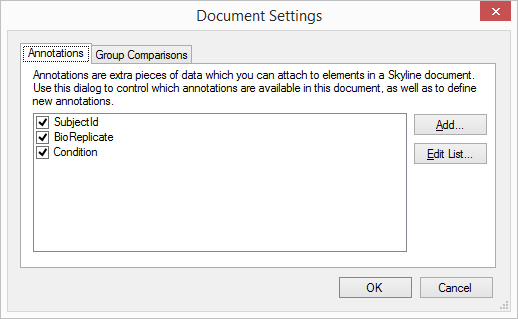 Document Settings
Annotations
Group Comparisons
Annotations are extra pieces of data which you can attach to elements in a Skyline document.
Use this dialog to control which annotations are available in this document, as well as to define
new annotations.
SubjectId
BioReplicate
Condition
Add...
Edit List...
OK
Cancel